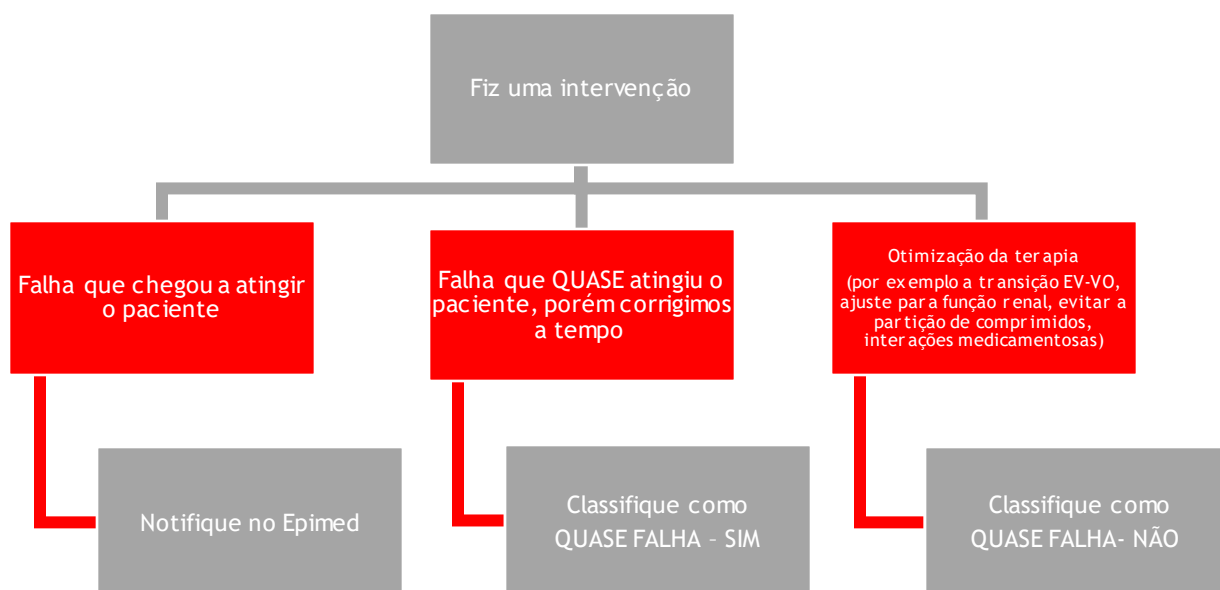 Fiz uma intervenção
Falha que chegou a atingir
o paciente
Falha que QUASE atingiu o
paciente, porém corrigimos
a tempo
Otimização da terapia
(por exemplo a transição EV-VO,
ajuste para função renal, evitar a
partição de comprimidos,
interações medicamentosas)
Notifique no Epimed
Classifique como
QUASE FALHA – SIM
Classifique como
QUASE FALHA- NÃO